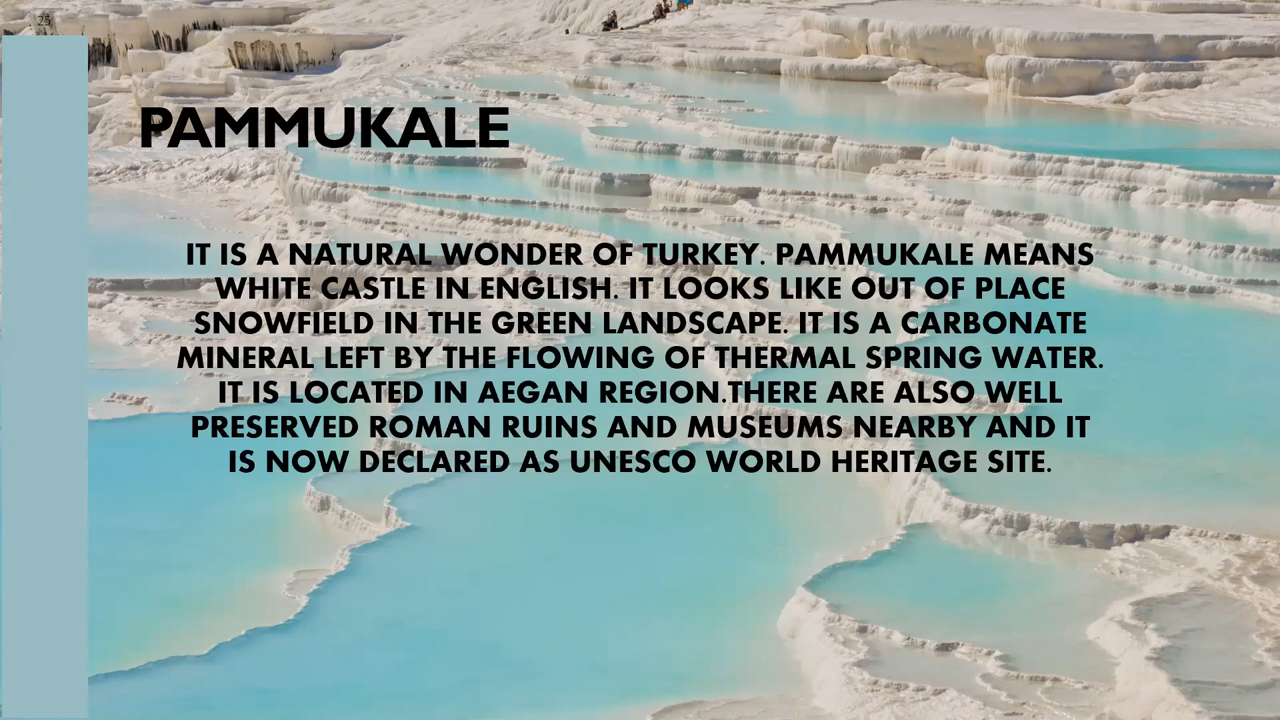 25
PAMMUKALE
IT IS A NATURAL WONDER OF TURKEY. PAMMUKALE MEANS
WHITE CASTLE IN ENGLISH. IT LOOKS LIKE OUT OF PLACE
SNOWFIELD IN THE GREEN LANDSCAPE. IT IS A CARBONATE
MINERAL LEFT BY THE FLOWING OF THERMAL SPRING WATER.
IT IS LOCATED IN AEGAN REGION.THERE ARE ALSO WELL
PRESERVED ROMAN RUINS AND MUSEUMS NEARBY AND IT
IS NOW DECLARED AS UNESCO WORLD HERITAGE SITE.